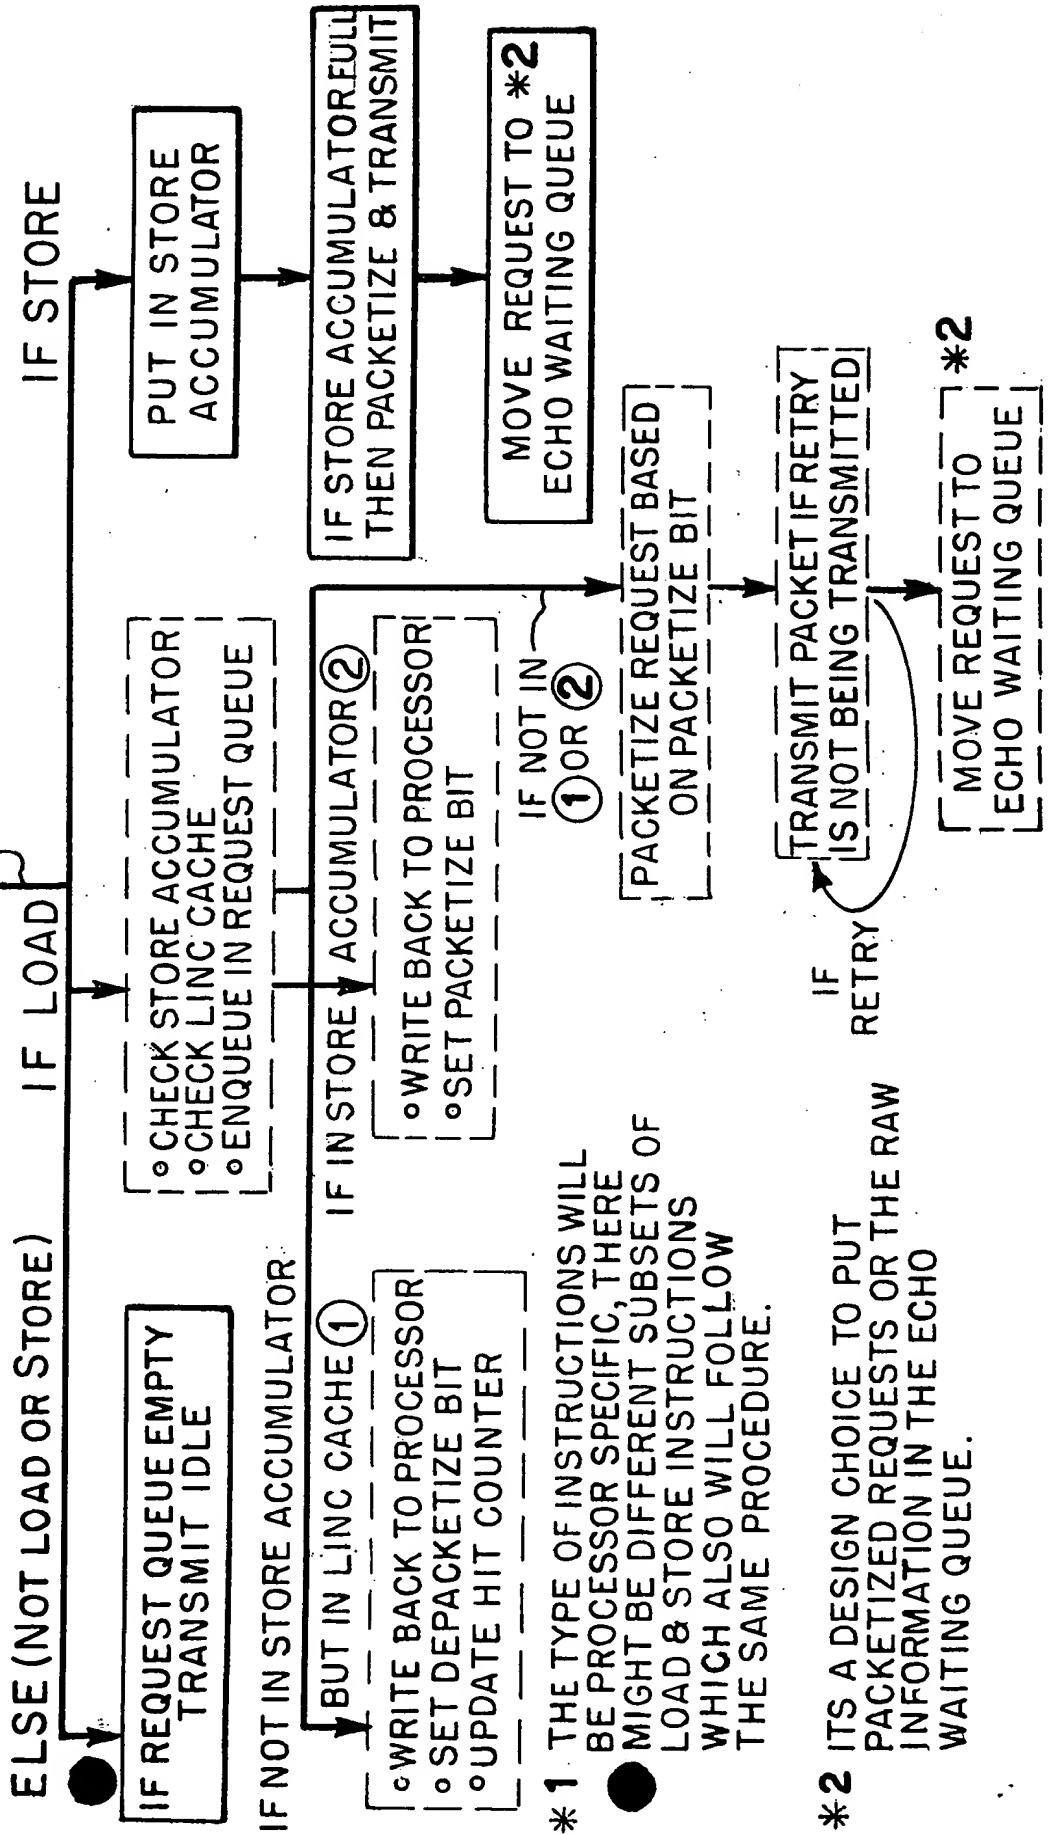 ELSE (NOT LOAD OR STORE)
IF LOAD
IF STORE
IF REQUEST QUEUE EMPTY
TRANSMIT IDLE
○ CHECK STORE ACCUMULATOR
○ CHECK LINC CACHE
○ ENQUEUE IN REQUEST QUEUE
PUT IN STORE
ACCUMULATOR
IF STORE ACCUMULATOR FULL
THEN PACKETIZE & TRANSMIT
MOVE REQUEST TO *2
ECHO WAITING QUEUE
IF NOT IN STORE ACCUMULATOR
BUT IN LINC CACHE ①
IF IN STORE ACCUMULATOR ②
○ WRITE BACK TO PROCESSOR
○ SET DEPACKETIZE BIT
○ UPDATE HIT COUNTER
○ WRITE BACK TO PROCESSOR
○ SET PACKETIZE BIT
IF NOT IN
① OR ②
PACKETIZE REQUEST BASED
ON PACKETIZE BIT
TRANSMIT PACKET IF RETRY
IS NOT BEING TRANSMITTED
IF
RETRY
MOVE REQUEST TO
ECHO WAITING QUEUE
*2
*1 THE TYPE OF INSTRUCTIONS WILL
BE PROCESSOR SPECIFIC, THERE
MIGHT BE DIFFERENT SUBSETS OF
LOAD & STORE INSTRUCTIONS
WHICH ALSO WILL FOLLOW
THE SAME PROCEDURE.
*2 ITS A DESIGN CHOICE TO PUT
PACKETIZED REQUESTS OR THE RAW
INFORMATION IN THE ECHO
WAITING QUEUE.